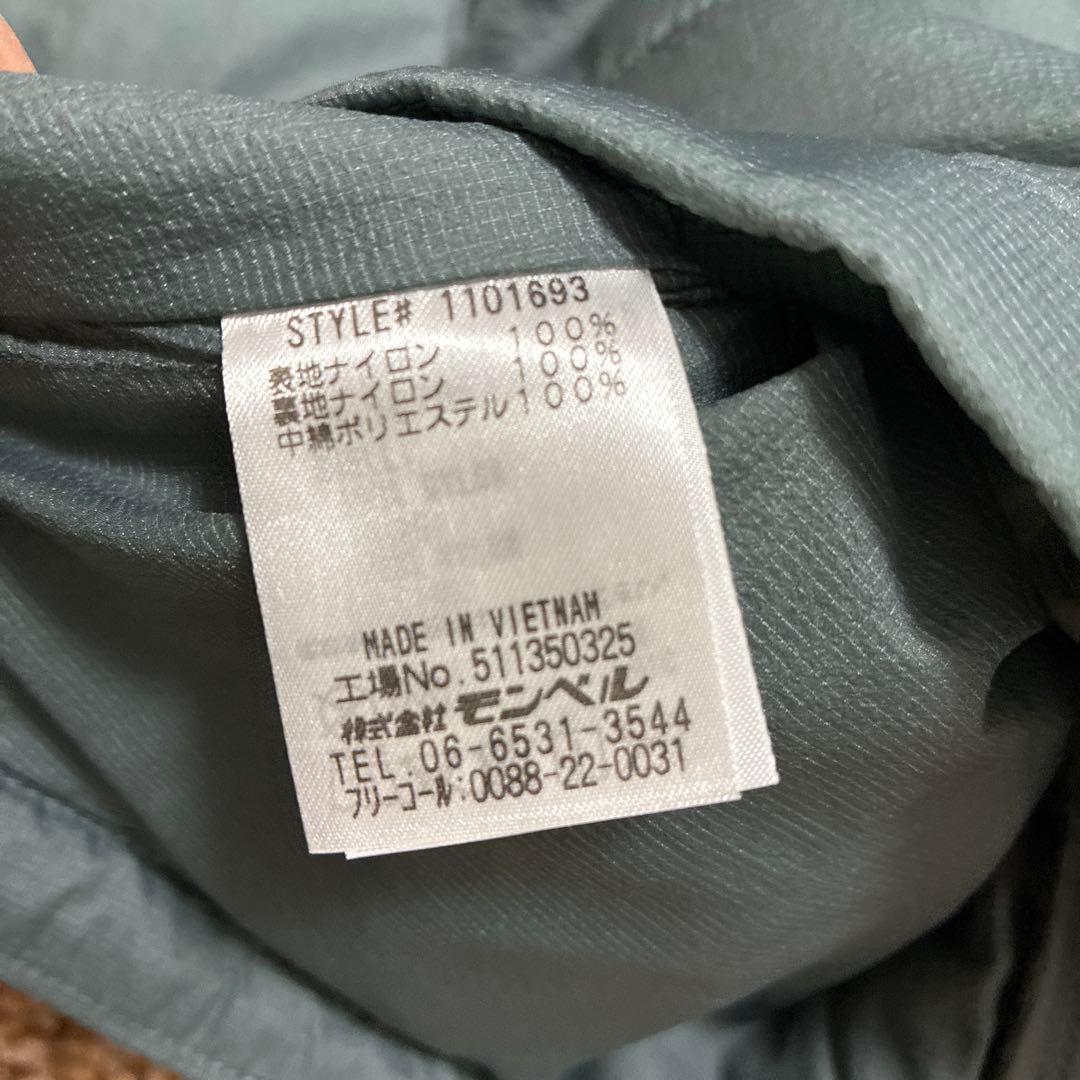 STYLE# 1101693
表地ナイロン 100%
裏地ナイロン 100%
中綿ポリエステル100%
MADE IN VIETNAM
工場No.511350325
株式会社 モンベル
TEL.06-6531-3544
フリーコール:0088-22-0031